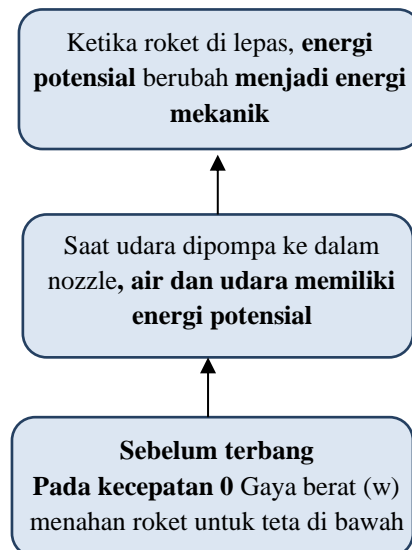 Ketika roket di lepas, energi
potensial berubah menjadi energi
mekanik
Saat udara dipompa ke dalam
nozzle, air dan udara memiliki
energi potensial
Sebelum terbang
Pada kecepatan 0 Gaya berat (w)
menahan roket untuk teta di bawah